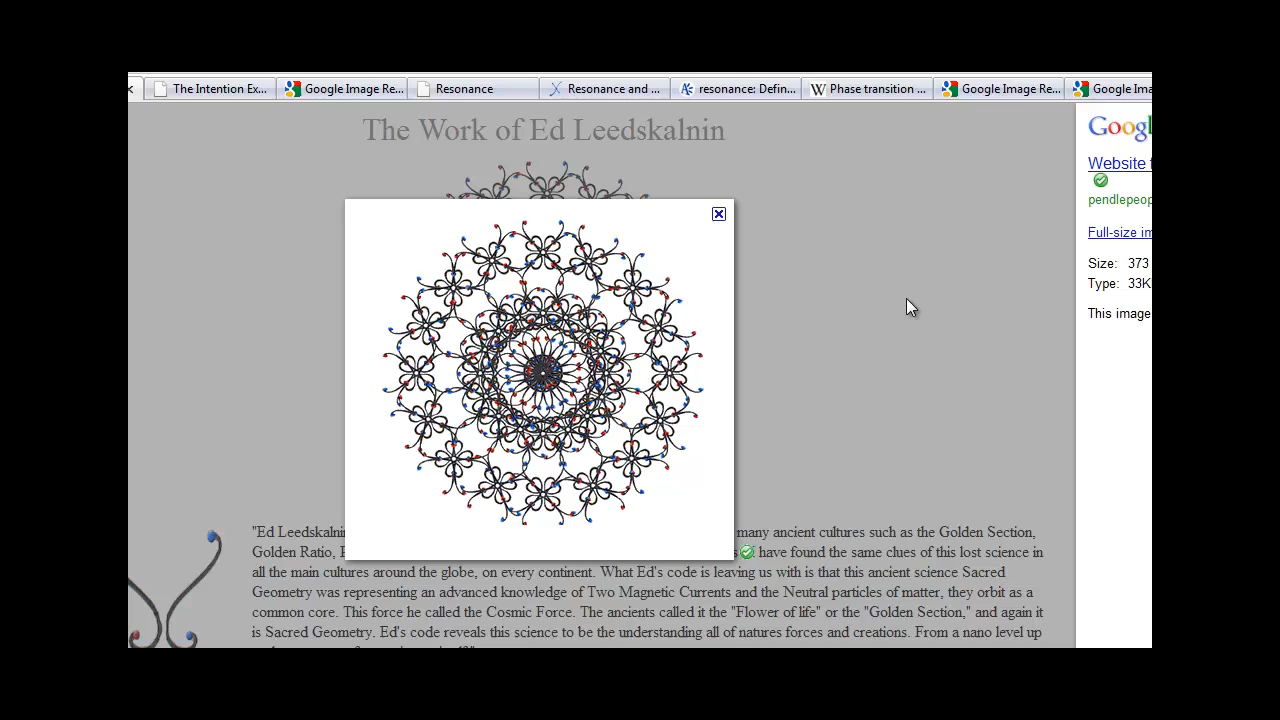 The Intention Ex...
Google Image Re...
Resonance
Resonance and ...
resonance: Defin...
Phase transition ...
Google Image Re...
Google Ima
The Work of Ed Leedskalnin
Googl
Website
pendlepeop
Full-size im
Size: 373
Type: 33K
This image
"Ed Leedskalnin many ancient cultures such as the Golden Section,
Golden Ratio, have found the same clues of this lost science in
all the main cultures around the globe, on every continent. What Ed's code is leaving us with is that this ancient science Sacred
Geometry was representing an advanced knowledge of Two Magnetic Currents and the Neutral particles of matter, they orbit as a
common core. This force he called the Cosmic Force. The ancients called it the "Flower of life" or the "Golden Section," and again it
is Sacred Geometry. Ed's code reveals this science to be the understanding all of natures forces and creations. From a nano level up